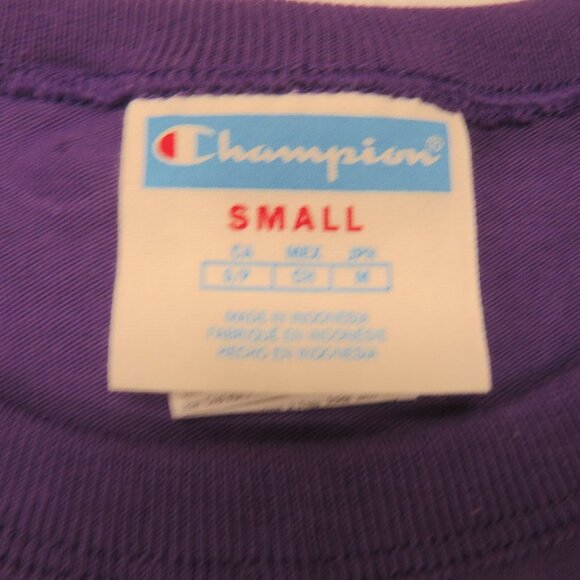 Champion®
SMALL
CA MEX JPN
S/P CH M
MADE IN INDONESIA
FABRIQUÉ EN INDONÉSIE
HECHO EN INDONESIA